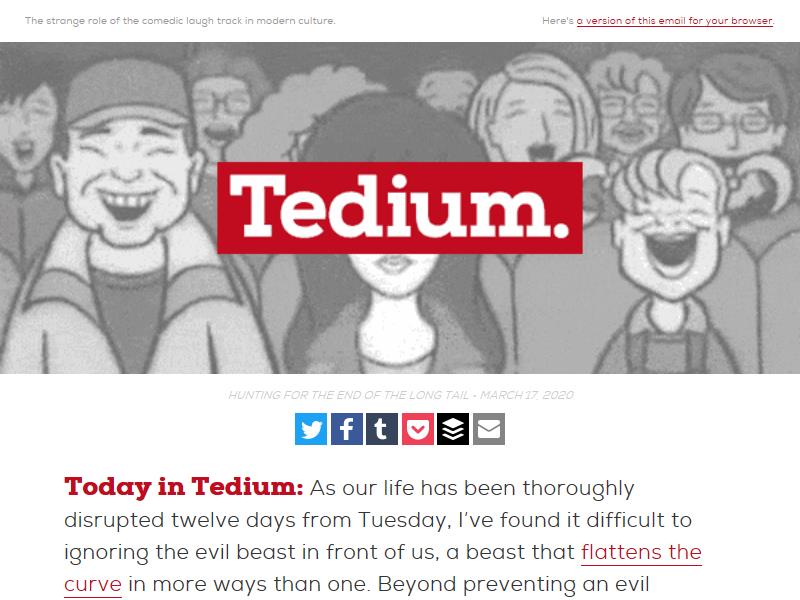 The strange role of the comedic laugh track in modern culture.
Here's a version of this email for your browser.
Tedium.
HUNTING FOR THE END OF THE LONG TAIL • MARCH 17, 2020
Today in Tedium: As our life has been thoroughly
disrupted twelve days from Tuesday, I've found it difficult to
ignoring the evil beast in front of us, a beast that flattens the
curve in more ways than one. Beyond preventing an evil